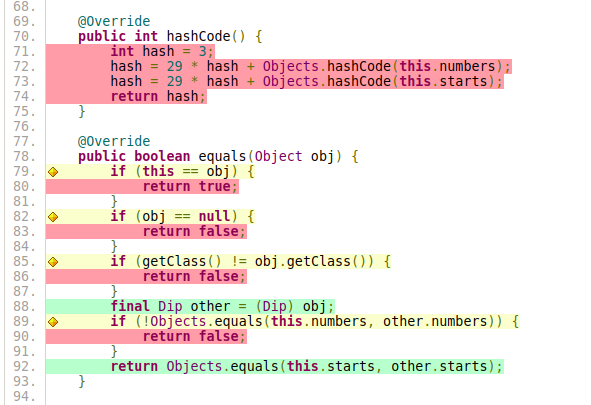 68.
69.     @Override
70.     public int hashCode() {
71.         int hash = 3;
72.         hash = 29 * hash + Objects.hashCode(this.numbers);
73.         hash = 29 * hash + Objects.hashCode(this.starts);
74.         return hash;
75.     }
76.
77.     @Override
78.     public boolean equals(Object obj) {
79.         if (this == obj) {
80.             return true;
81.         }
82.         if (obj == null) {
83.             return false;
84.         }
85.         if (getClass() != obj.getClass()) {
86.             return false;
87.         }
88.         final Dip other = (Dip) obj;
89.         if (!Objects.equals(this.numbers, other.numbers)) {
90.             return false;
91.         }
92.         return Objects.equals(this.starts, other.starts);
93.     }
94.